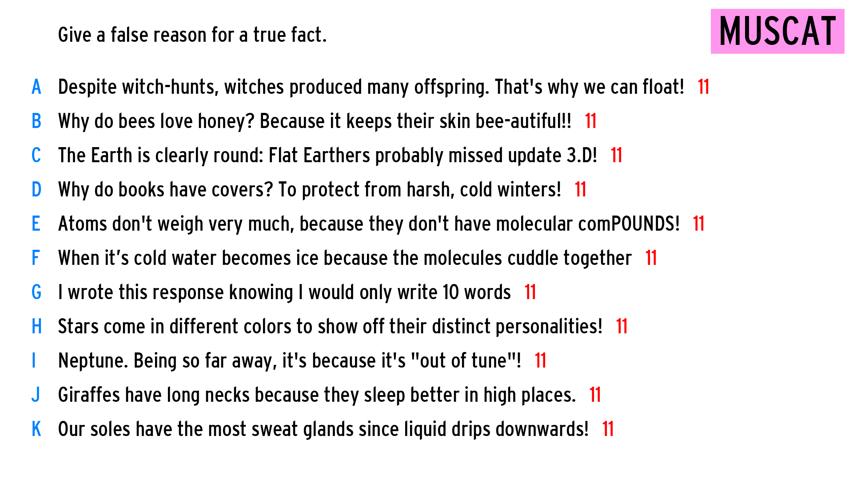 Give a false reason for a true fact.
MUSCAT
A Despite witch-hunts, witches produced many offspring. That's why we can float! 11
B Why do bees love honey? Because it keeps their skin bee-autiful!! 11
C The Earth is clearly round: Flat Earthers probably missed update 3.D! 11
D Why do books have covers? To protect from harsh, cold winters! 11
E Atoms don't weigh very much, because they don't have molecular comPOUNDS! 11
F When it’s cold water becomes ice because the molecules cuddle together 11
G I wrote this response knowing I would only write 10 words 11
H Stars come in different colors to show off their distinct personalities! 11
I Neptune. Being so far away, it's because it's "out of tune"! 11
J Giraffes have long necks because they sleep better in high places. 11
K Our soles have the most sweat glands since liquid drips downwards! 11